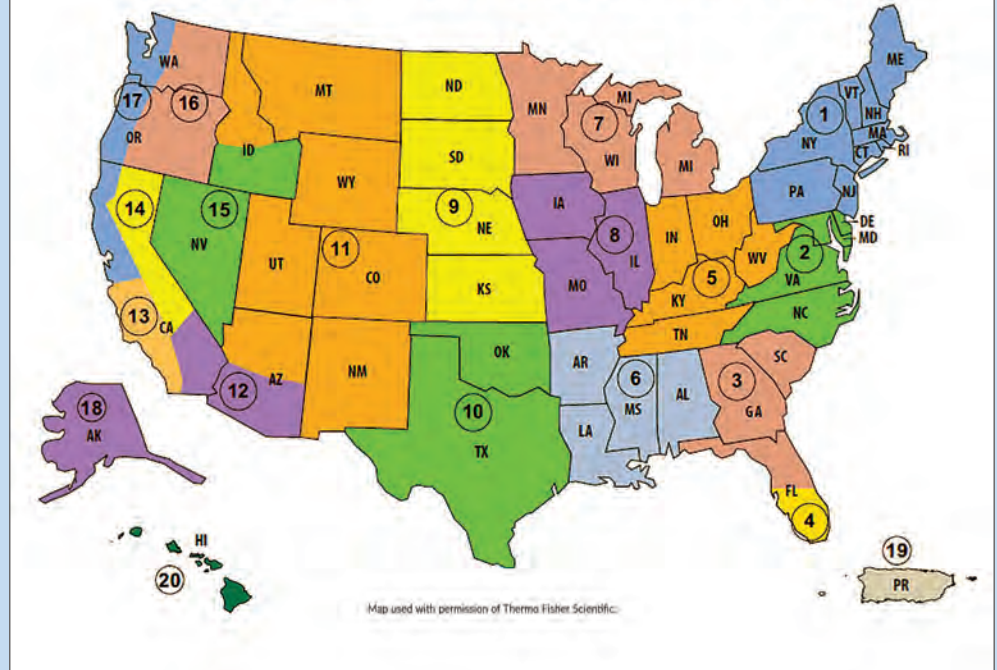 WA
17
16
OR
MT
ID
ND
MN
MI
7
WI
MI
ME
VT
1
NH
NY
MA
CT
RI
SD
WY
9
NE
IA
8
IL
PA
NJ
DE
MD
2
VA
OH
IN
WV
5
KY
14
15
NV
UT
11
CO
KS
MO
13
CA
TN
NC
OK
AR
6
MS
AL
3
SC
GA
12
AZ
NM
10
TX
LA
FL
4
18
AK
HI
20
19
PR
Map used with permission of Thermo Fisher Scientific.